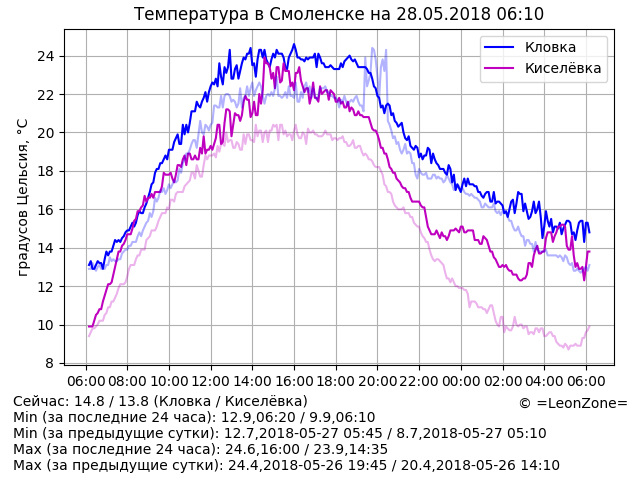 Температура в Смоленске на 28.05.2018 06:10
градусов Цельсия, °C
24
22
20
18
16
14
12
10
8
Кловка
Киселёвка
06:00 08:00 10:00 12:00 14:00 16:00 18:00 20:00 22:00 00:00 02:00 04:00 06:00
Сейчас: 14.8 / 13.8 (Кловка / Киселёвка)
© =LeonZone=
Min (за последние 24 часа): 12.9,06:20 / 9.9,06:10
Min (за предыдущие сутки): 12.7,2018-05-27 05:45 / 8.7,2018-05-27 05:10
Max (за последние 24 часа): 24.6,16:00 / 23.9,14:35
Max (за предыдущие сутки): 24.4,2018-05-26 19:45 / 20.4,2018-05-26 14:10